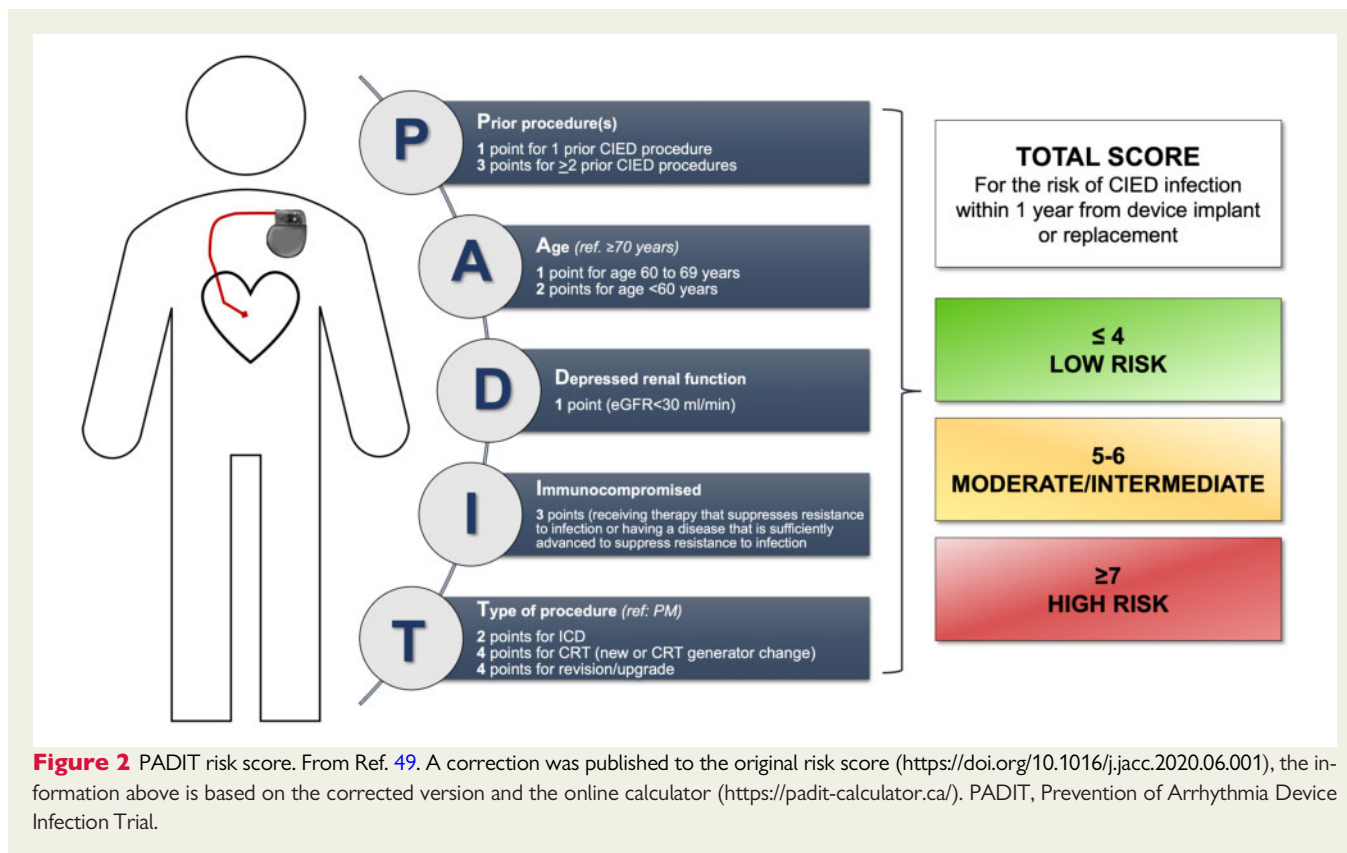 P
Prior procedure(s)
1 point for 1 prior CIED procedure
3 points for ≥2 prior CIED procedures
A
Age (ref. ≥70 years)
1 point for age 60 to 69 years
2 points for age <60 years
D
Depressed renal function
1 point (eGFR<30 ml/min)
I
Immunocompromised
3 points (receiving therapy that suppresses resistance
to infection or having a disease that is sufficiently
advanced to suppress resistance to infection
T
Type of procedure (ref: PM)
2 points for ICD
4 points for CRT (new or CRT generator change)
4 points for revision/upgrade
TOTAL SCORE
For the risk of CIED infection
within 1 year from device implant
or replacement
≤ 4
LOW RISK
5-6
MODERATE/INTERMEDIATE
≥7
HIGH RISK
Figure 2 PADIT risk score. From Ref. 49. A correction was published to the original risk score (https://doi.org/10.1016/j.jacc.2020.06.001), the in-
formation above is based on the corrected version and the online calculator (https://padit-calculator.ca/). PADIT, Prevention of Arrhythmia Device
Infection Trial.